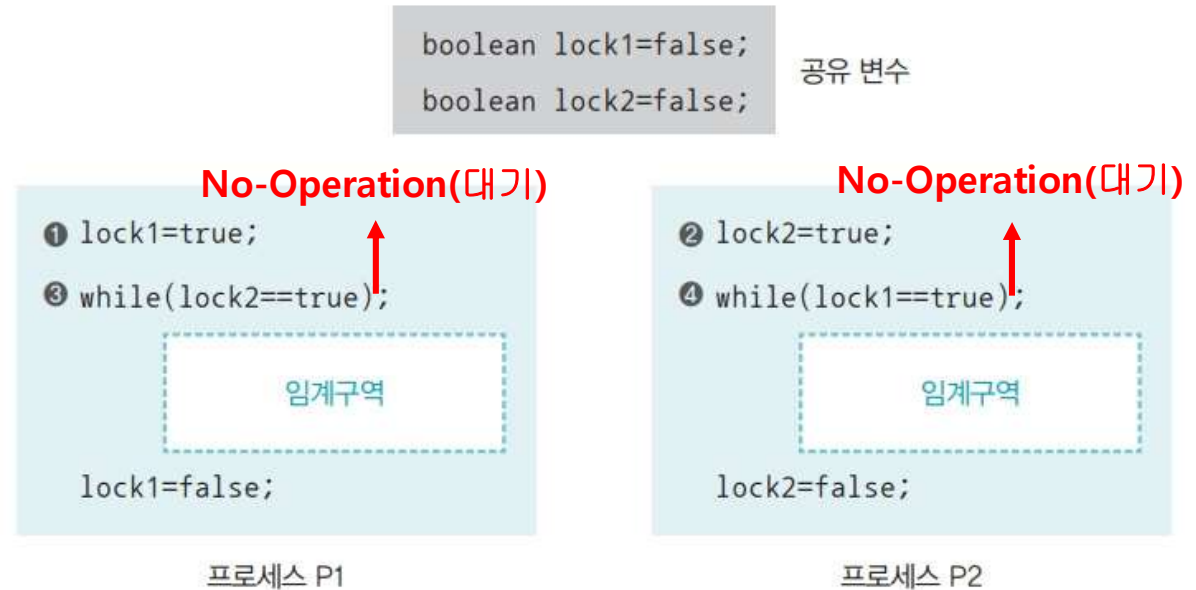 boolean lock1=false;
boolean lock2=false;
공유 변수
No-Operation(대기)
❶ lock1=true;
❸ while(lock2==true);
임계구역
lock1=false;
프로세스 P1
No-Operation(대기)
❷ lock2=true;
❹ while(lock1==true);
임계구역
lock2=false;
프로세스 P2